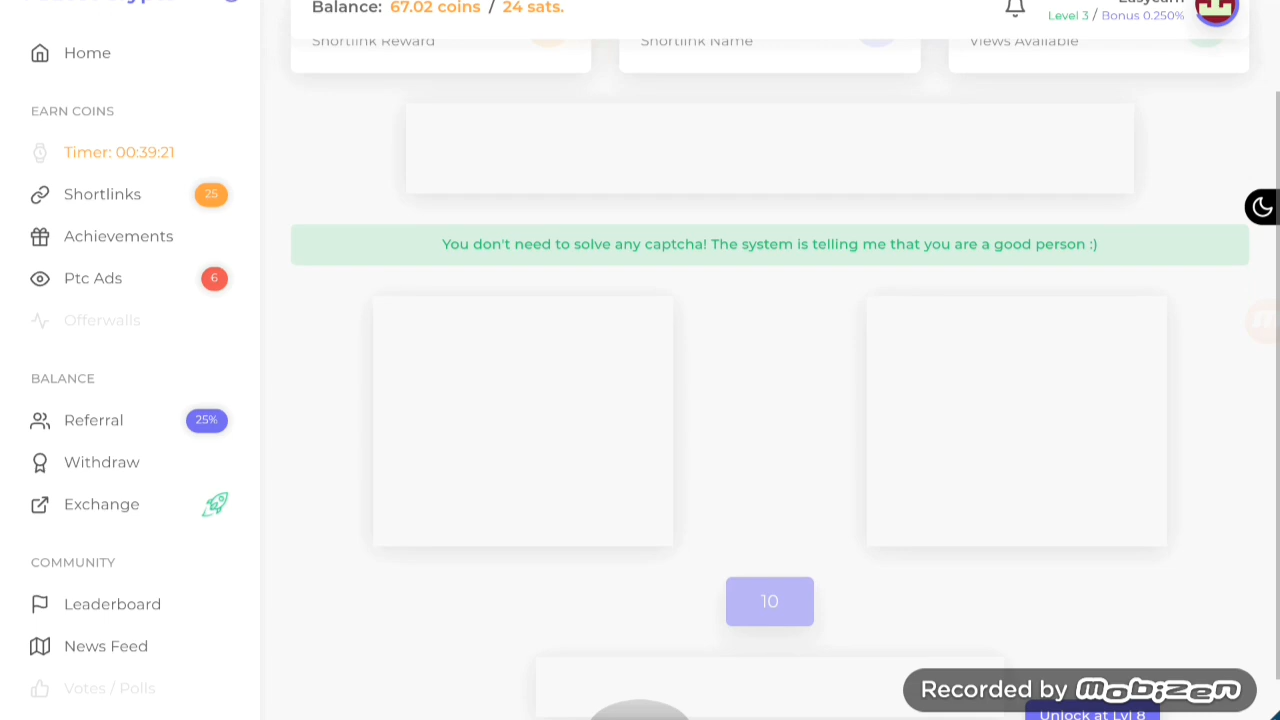 Balance: 67.02 coins / 24 sats.
Level 3 / Bonus 0.250%
Home
Shortlink Reward
Shortlink Name
Views Available
EARN COINS
Timer: 00:39:21
Shortlinks 25
Achievements
Ptc Ads 6
Offerwalls
You don't need to solve any captcha! The system is telling me that you are a good person :)
BALANCE
Referral 25%
Withdraw
Exchange
COMMUNITY
Leaderboard
News Feed
Votes / Polls
10
Recorded by mobizen
Unlock at Lvl 8